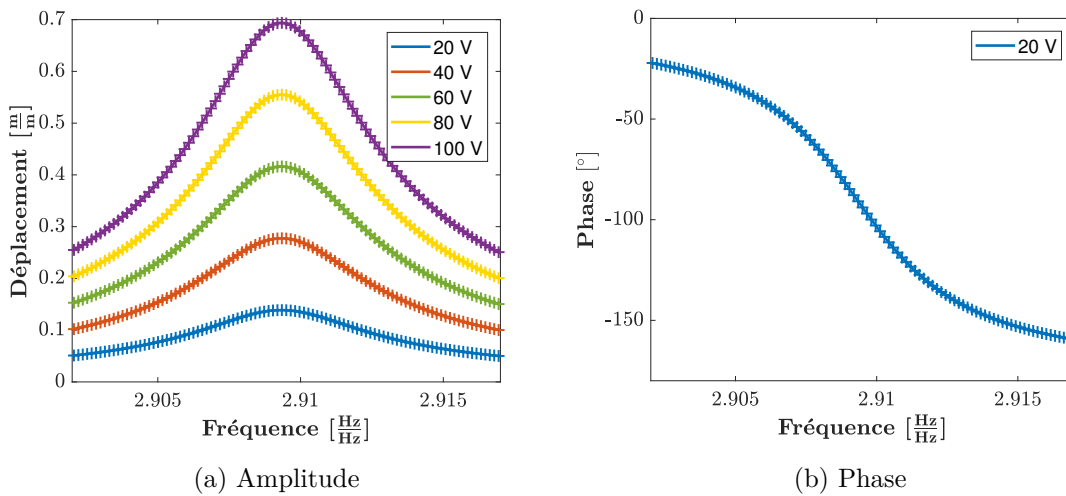 0.7
0.6
0.5
0.4
0.3
0.2
0.1
0
Déplacement [m/m]
20 V
40 V
60 V
80 V
100 V
2.905
2.91
2.915
Fréquence [Hz/Hz]
(a) Amplitude
0
-50
-100
-150
Phase [°]
20 V
2.905
2.91
2.915
Fréquence [Hz/Hz]
(b) Phase